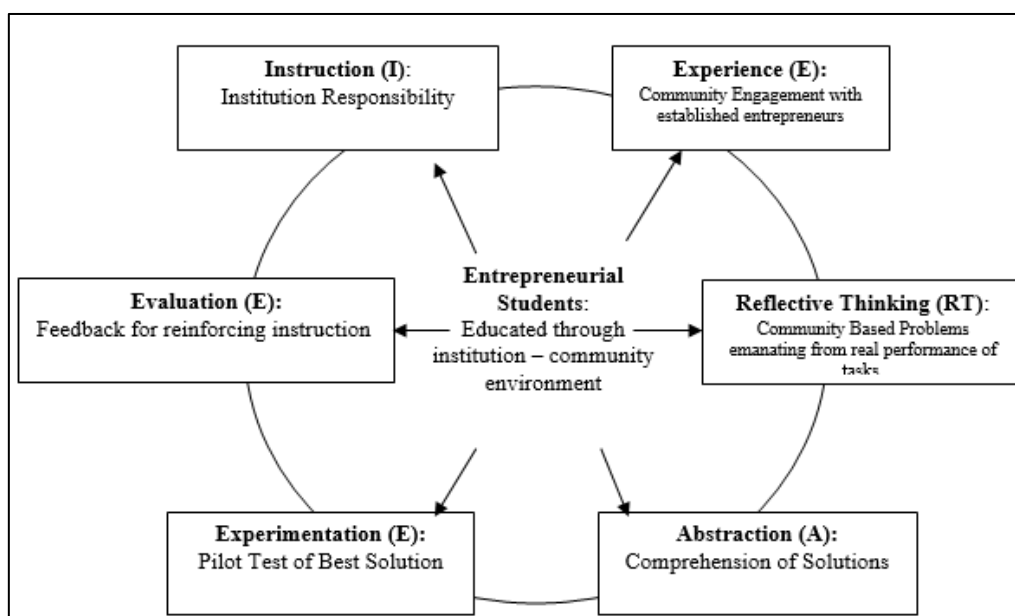 Instruction (I):
Institution Responsibility
Experience (E):
Community Engagement with
established entrepreneurs
Entrepreneurial
Students:
Educated through
institution – community
environment
Evaluation (E):
Feedback for reinforcing instruction
Reflective Thinking (RT):
Community Based Problems
emanating from real performance of
tasks
Experimentation (E):
Pilot Test of Best Solution
Abstraction (A):
Comprehension of Solutions